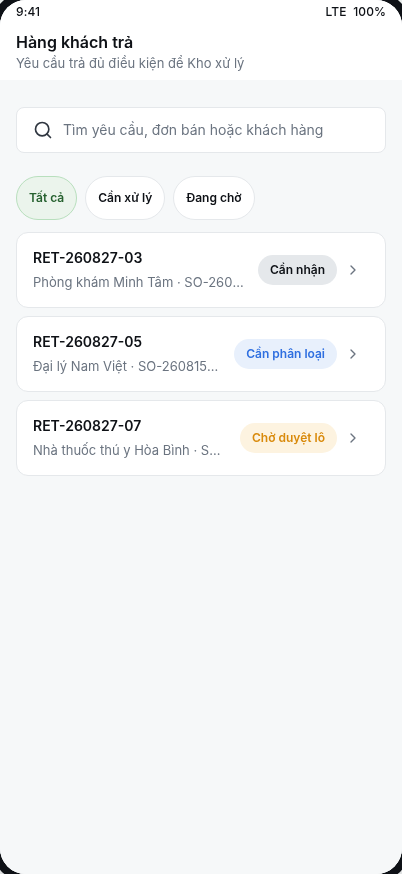 9:41 LTE 100%
Hàng khách trả
Yêu cầu trả đủ điều kiện để Kho xử lý
Tìm yêu cầu, đơn bán hoặc khách hàng
Tất cả Cần xử lý Đang chờ
RET-260827-03
Phòng khám Minh Tâm · SO-260...
Cần nhận
RET-260827-05
Đại lý Nam Việt · SO-260815...
Cần phân loại
RET-260827-07
Nhà thuốc thú y Hòa Bình · S...
Chờ duyệt lô